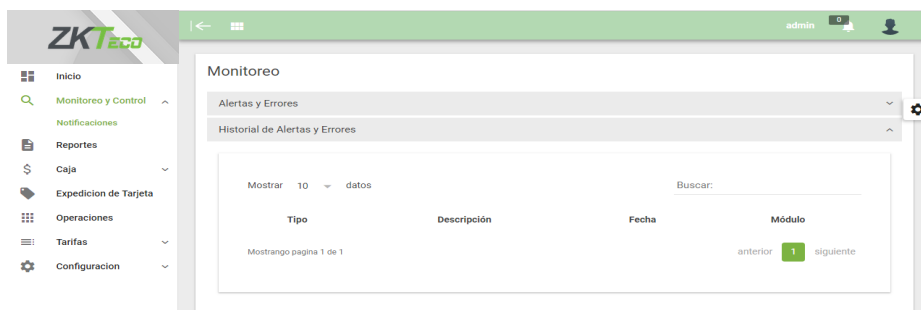 ZKTeco
admin 0
Inicio
Monitoreo y Control
Notificaciones
Reportes
Caja
Expedicion de Tarjeta
Operaciones
Tarifas
Configuracion
Monitoreo
Alertas y Errores
Historial de Alertas y Errores
Mostrar 10 datos
Buscar:
Tipo Descripción Fecha Módulo
Mostrango pagina 1 de 1
anterior 1 siguiente